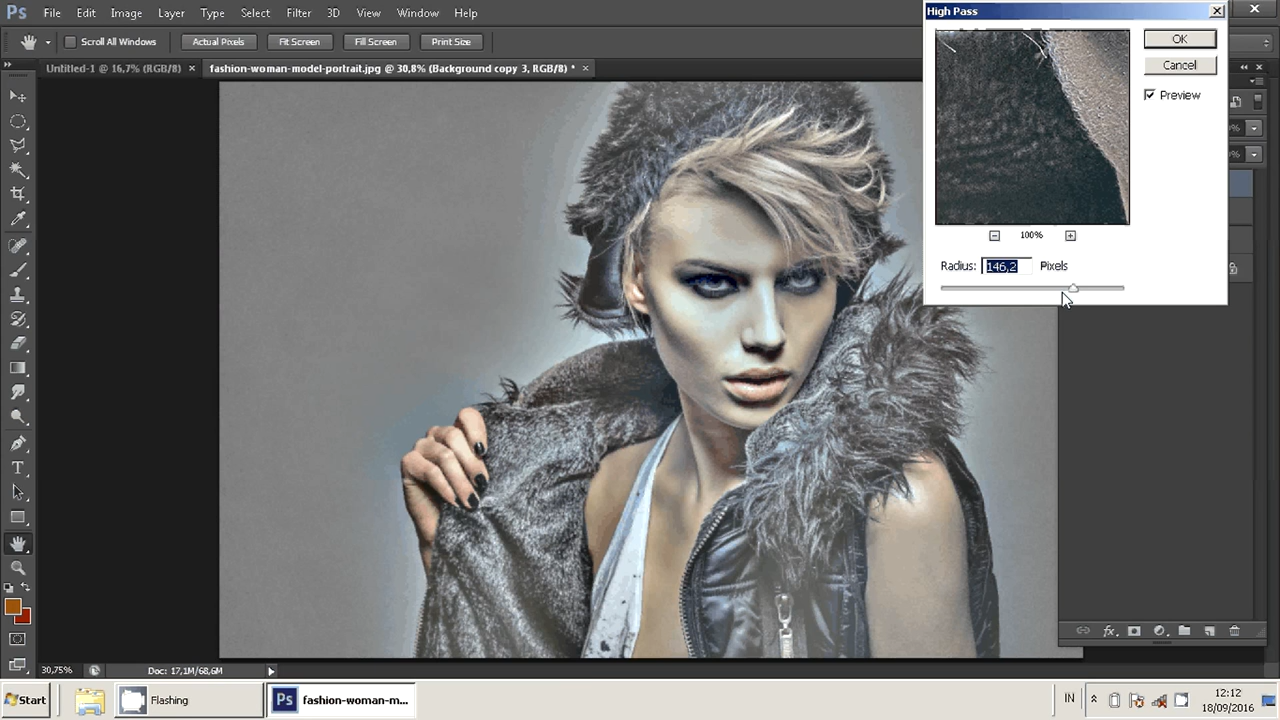 Ps File Edit Image Layer Type Select Filter 3D View Window Help
High Pass
Scroll All Windows Actual Pixels Fit Screen Fill Screen Print Size
OK
Untitled-1 @ 16,7% (RGB/8) × fashion-woman-model-portrait.jpg @ 30,8% (Background copy 3, RGB/8) * ×
Cancel
Preview
100%
Radius: 146,2 Pixels
30,75% Doc: 17,1M/68,6M
Start Flashing Ps fashion-woman-m... IN 12:12
18/09/2016